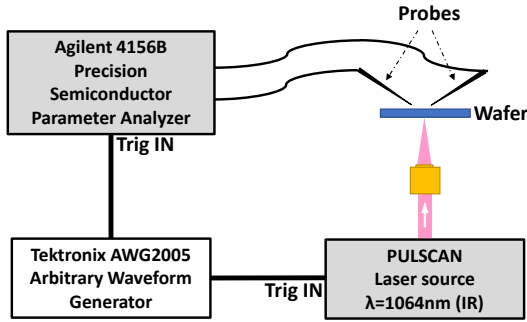 Probes
Agilent 4156B
Precision
Semiconductor
Parameter Analyzer
Trig IN
Wafer
Tektronix AWG2005
Arbitrary Waveform
Generator
Trig IN
PULSCAN
Laser source
λ=1064nm (IR)